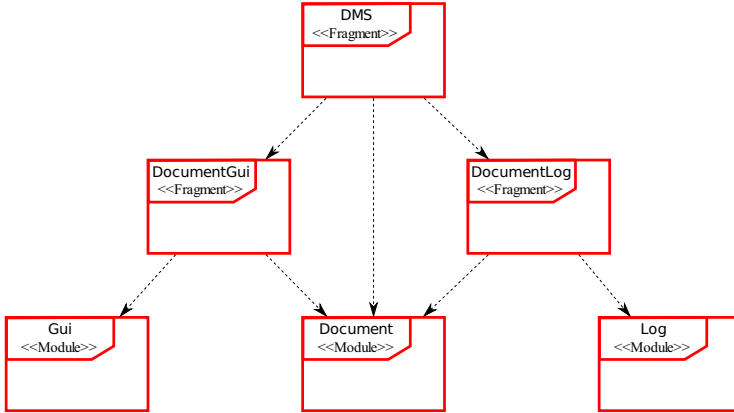 DMS
<<Fragment>>
DocumentGui
<<Fragment>>
DocumentLog
<<Fragment>>
Gui
<<Module>>
Document
<<Module>>
Log
<<Module>>